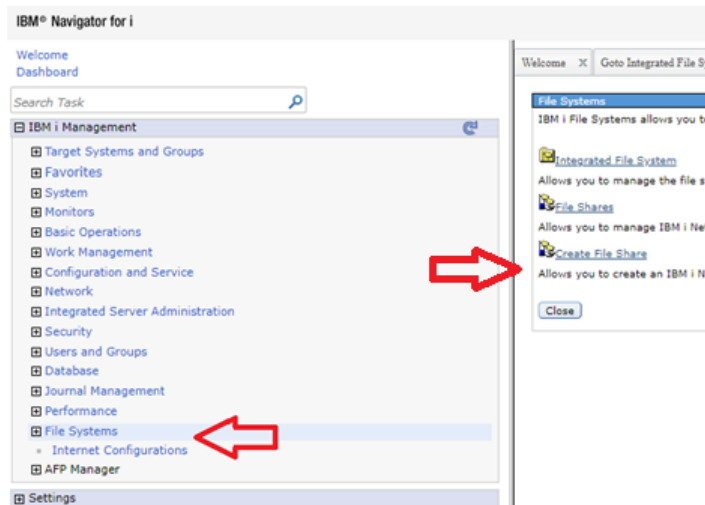 IBM® Navigator for i
Welcome
Dashboard
Search Task
IBM i Management
Target Systems and Groups
Favorites
System
Monitors
Basic Operations
Work Management
Configuration and Service
Network
Integrated Server Administration
Security
Users and Groups
Database
Journal Management
Performance
File Systems
Internet Configurations
AFP Manager
Settings
Welcome X Goto Integrated File S
File Systems
IBM i File Systems allows you t
Integrated File System
Allows you to manage the file s
File Shares
Allows you to manage IBM i Ne
Create File Share
Allows you to create an IBM i N
Close